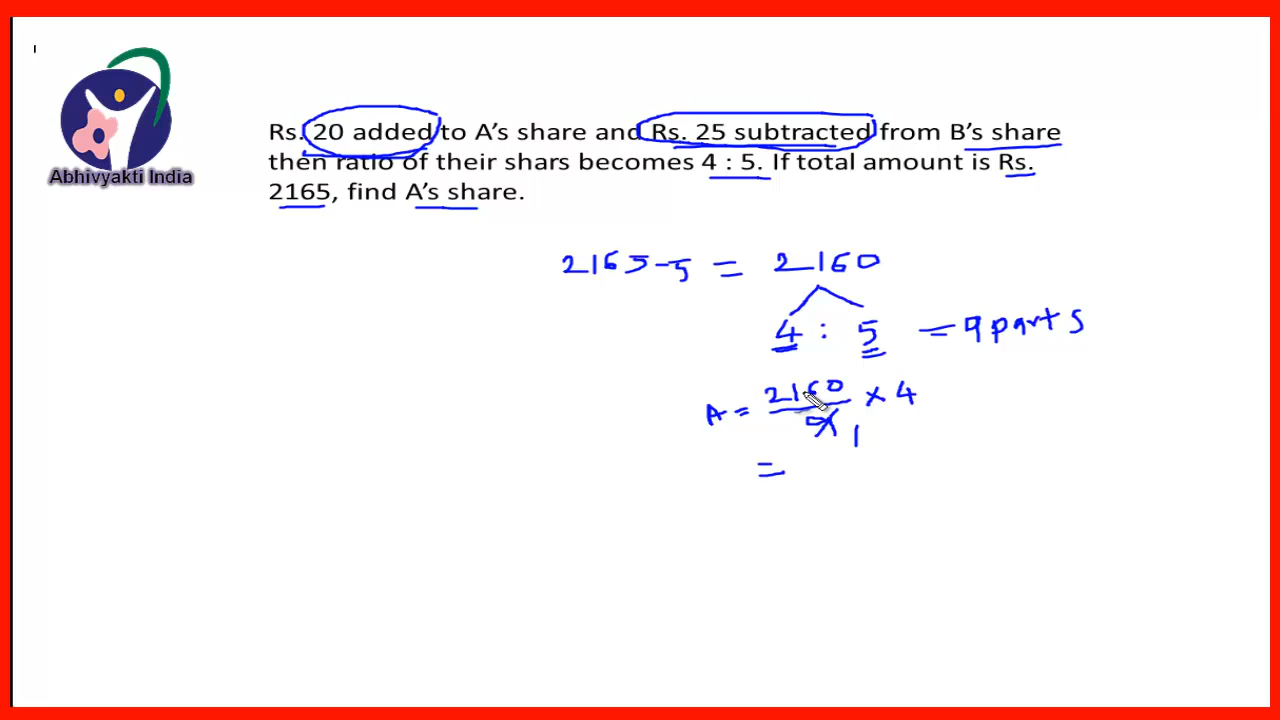 Abhivyakti India
Rs. 20 added to A’s share and Rs. 25 subtracted from B’s share
then ratio of their shars becomes 4 : 5. If total amount is Rs.
2165, find A’s share.
2165-5 = 2160
4 : 5 = 9 parts
A = 2160/9 × 4
1
=